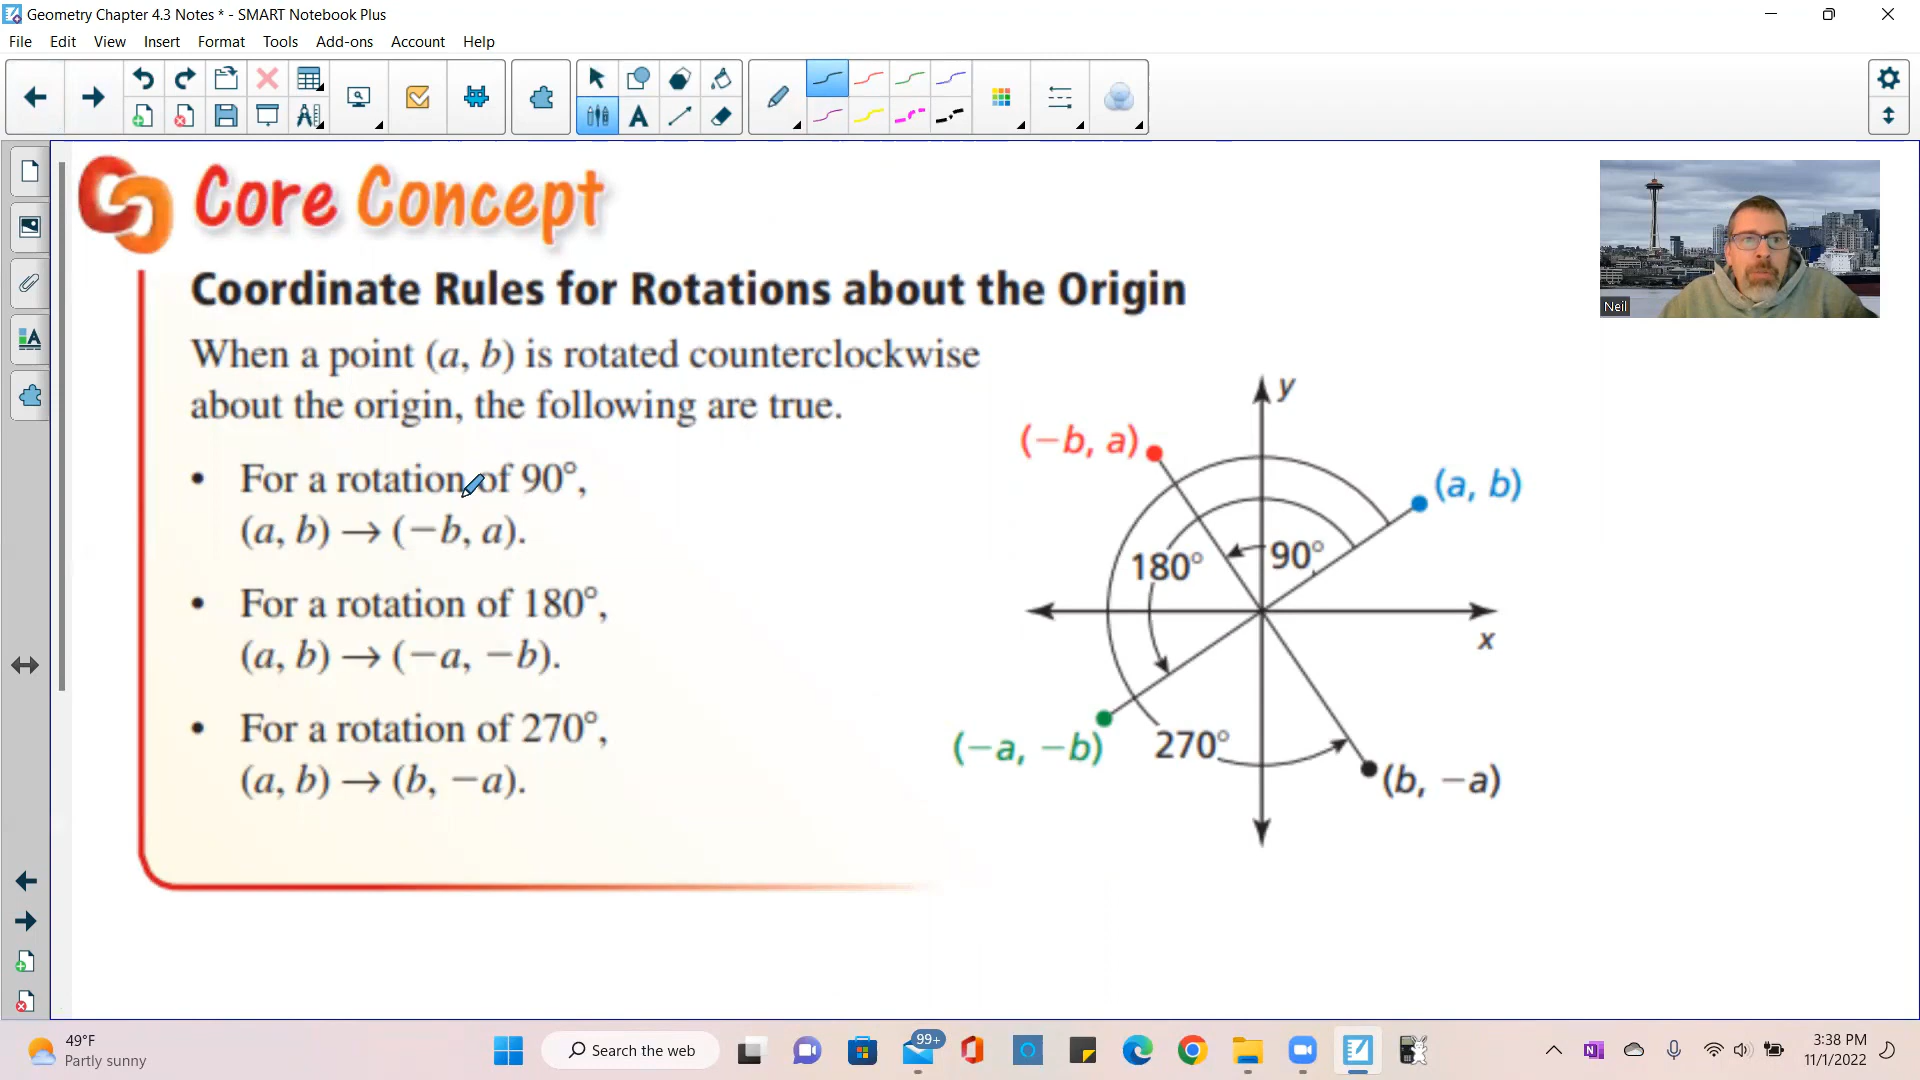 Geometry Chapter 4.3 Notes * - SMART Notebook Plus
File Edit View Insert Format Tools Add-ons Account Help
Core Concept
Neil
Coordinate Rules for Rotations about the Origin
When a point (a, b) is rotated counterclockwise
about the origin, the following are true.
• For a rotation of 90°,
(a, b) → (−b, a).
• For a rotation of 180°,
(a, b) → (−a, −b).
• For a rotation of 270°,
(a, b) → (b, −a).
y
(−b, a)
(a, b)
90°
180°
x
(−a, −b)
270°
(b, −a)
49°F
Partly sunny
Search the web
99+
3:38 PM
11/1/2022